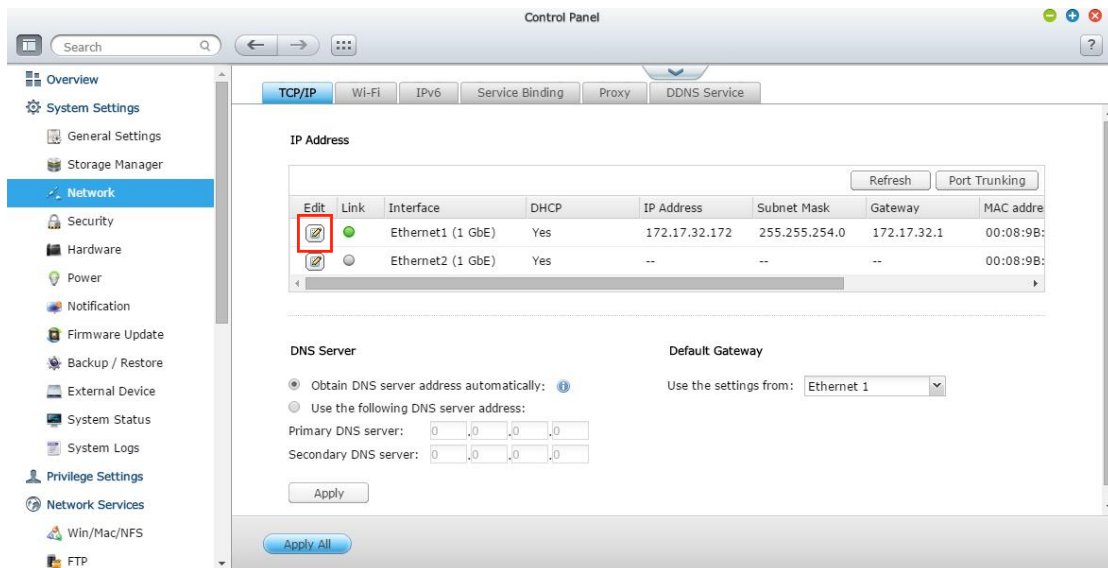 Control Panel
Search
?
Overview
System Settings
General Settings
Storage Manager
Network
Security
Hardware
Power
Notification
Firmware Update
Backup / Restore
External Device
System Status
System Logs
Privilege Settings
Network Services
Win/Mac/NFS
FTP
TCP/IP Wi-Fi IPv6 Service Binding Proxy DDNS Service
IP Address
Refresh Port Trunking
Edit Link Interface DHCP IP Address Subnet Mask Gateway MAC addre
Ethernet1 (1 GbE) Yes 172.17.32.172 255.255.254.0 172.17.32.1 00:08:9B:
Ethernet2 (1 GbE) Yes -- -- -- 00:08:9B:
DNS Server
Obtain DNS server address automatically:
Use the following DNS server address:
Primary DNS server: 0 .0 .0 .0
Secondary DNS server: 0 .0 .0 .0
Apply
Default Gateway
Use the settings from: Ethernet 1
Apply All